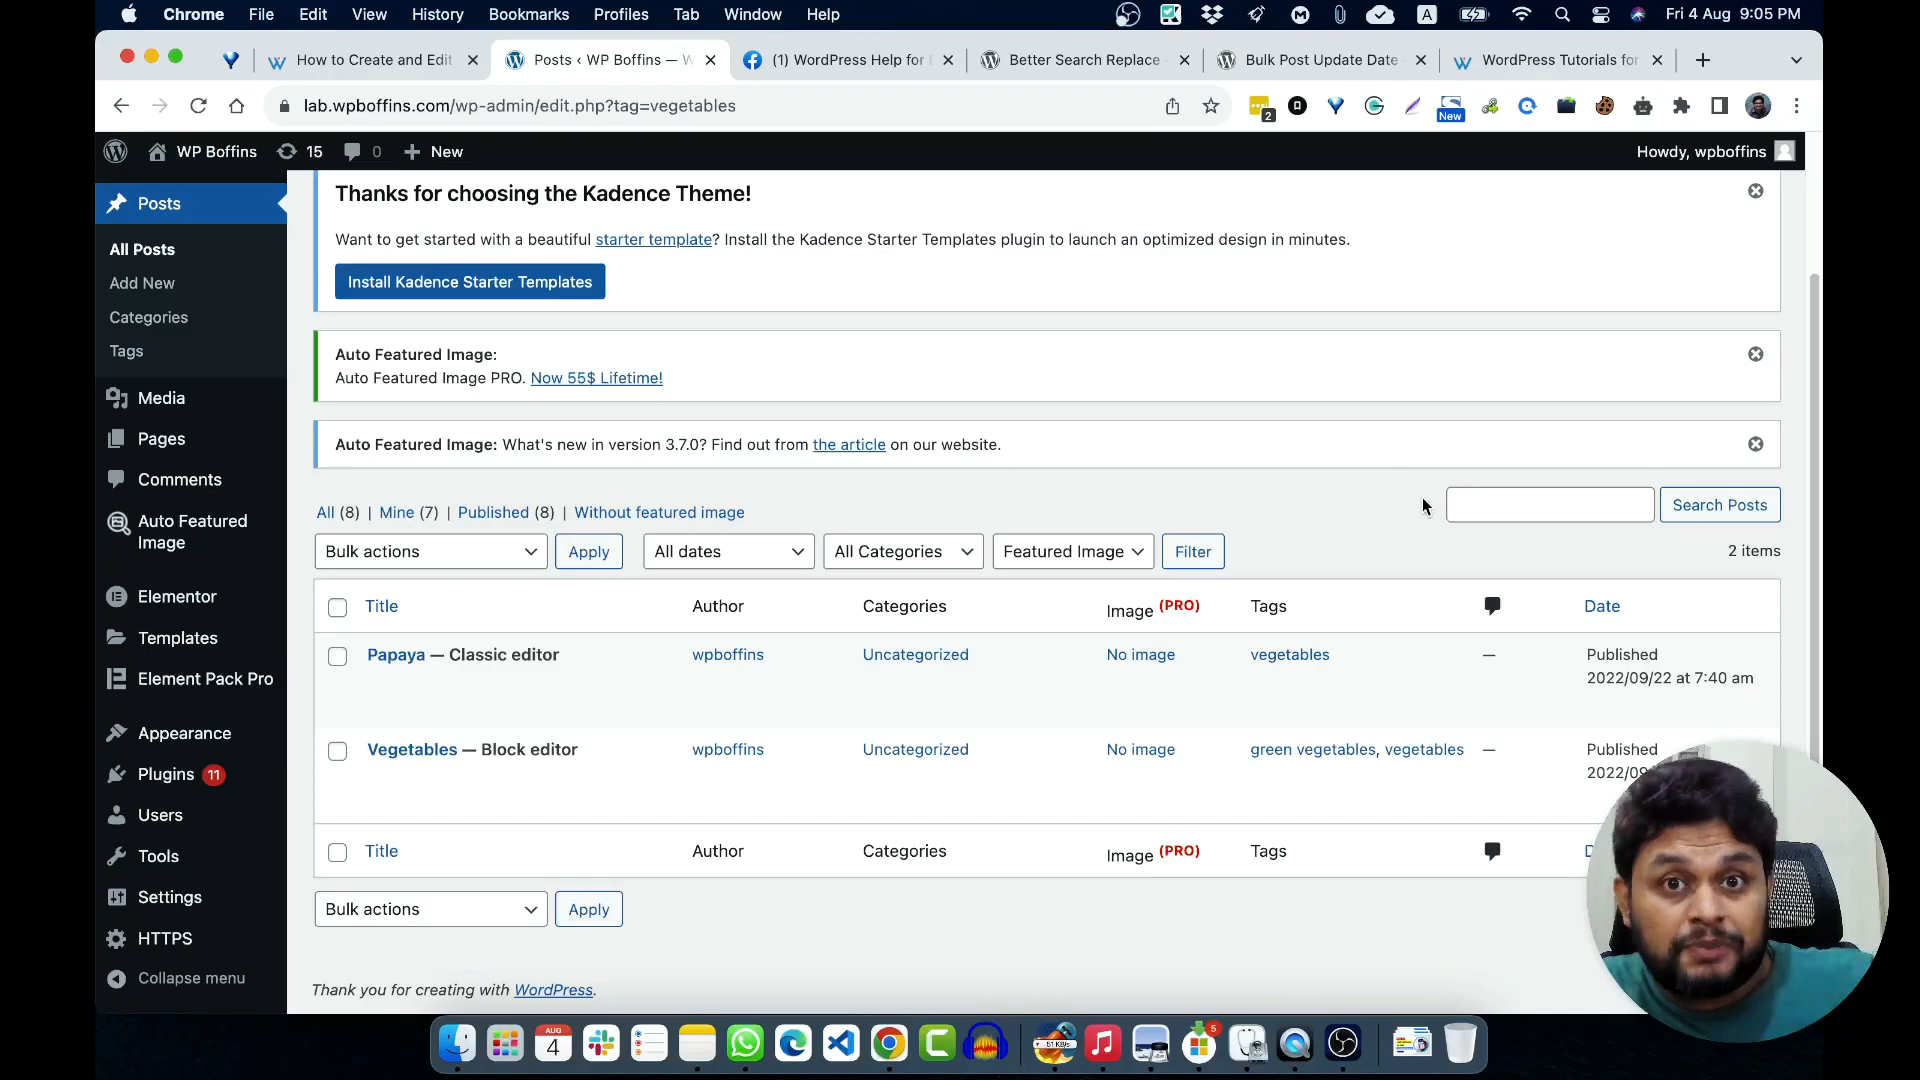 Chrome File Edit View History Bookmarks Profiles Tab Window Help A Fri 4 Aug 9:05 PM
How to Create and Edit Posts ‹ WP Boffins — W (1) WordPress Help for Better Search Replace Bulk Post Update Date WordPress Tutorials for
lab.wpboffins.com/wp-admin/edit.php?tag=vegetables 2 New
WP Boffins 15 0 New Howdy, wpboffins
Posts
All Posts
Add New
Categories
Tags
Media
Pages
Comments
Auto Featured
Image
Elementor
Templates
Element Pack Pro
Appearance
Plugins 11
Users
Tools
Settings
HTTPS
Collapse menu
Thanks for choosing the Kadence Theme!
Want to get started with a beautiful starter template? Install the Kadence Starter Templates plugin to launch an optimized design in minutes.
Install Kadence Starter Templates
Auto Featured Image:
Auto Featured Image PRO. Now 55$ Lifetime!
Auto Featured Image: What's new in version 3.7.0? Find out from the article on our website.
All (8) | Mine (7) | Published (8) | Without featured image Search Posts
Bulk actions Apply All dates All Categories Featured Image Filter 2 items
Title Author Categories Image (PRO) Tags Date
Papaya — Classic editor wpboffins Uncategorized No image vegetables — Published
2022/09/22 at 7:40 am
Vegetables — Block editor wpboffins Uncategorized No image green vegetables, vegetables — Published
2022/09
Title Author Categories Image (PRO) Tags
Bulk actions Apply
Thank you for creating with WordPress.
AUG
4
51 KB/s
5